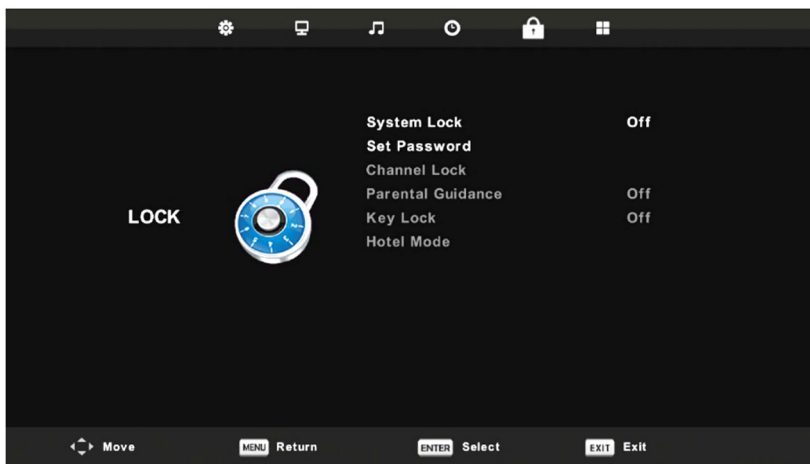 System Lock Off
Set Password
Channel Lock
Parental Guidance Off
LOCK
Key Lock Off
Hotel Mode
Move MENU Return ENTER Select EXIT Exit